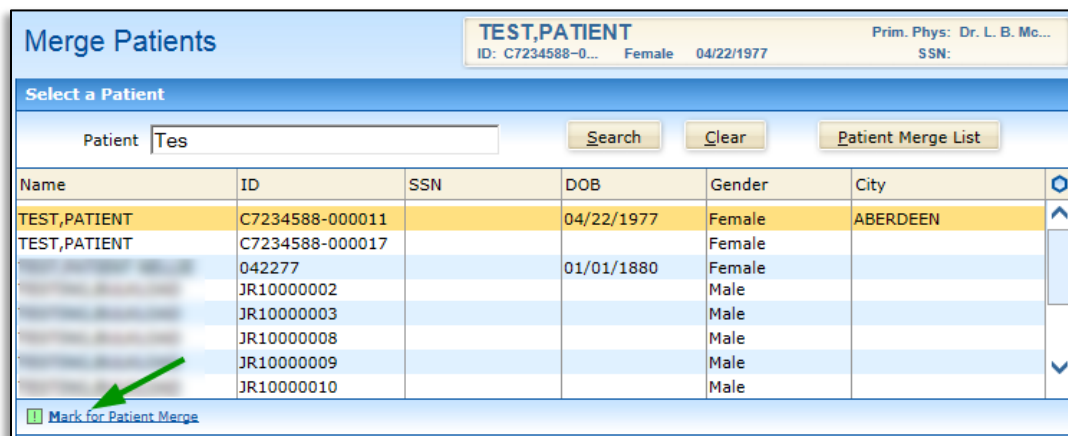 Merge Patients
TEST,PATIENT Prim. Phys: Dr. L. B. Mc...
ID: C7234588-0... Female 04/22/1977 SSN:
Select a Patient
Patient Tes Search Clear Patient Merge List
Name ID SSN DOB Gender City
TEST,PATIENT C7234588-000011 04/22/1977 Female ABERDEEN
TEST,PATIENT C7234588-000017 Female
042277 01/01/1880 Female
JR10000002 Male
JR10000003 Male
JR10000008 Male
JR10000009 Male
JR10000010 Male
! Mark for Patient Merge